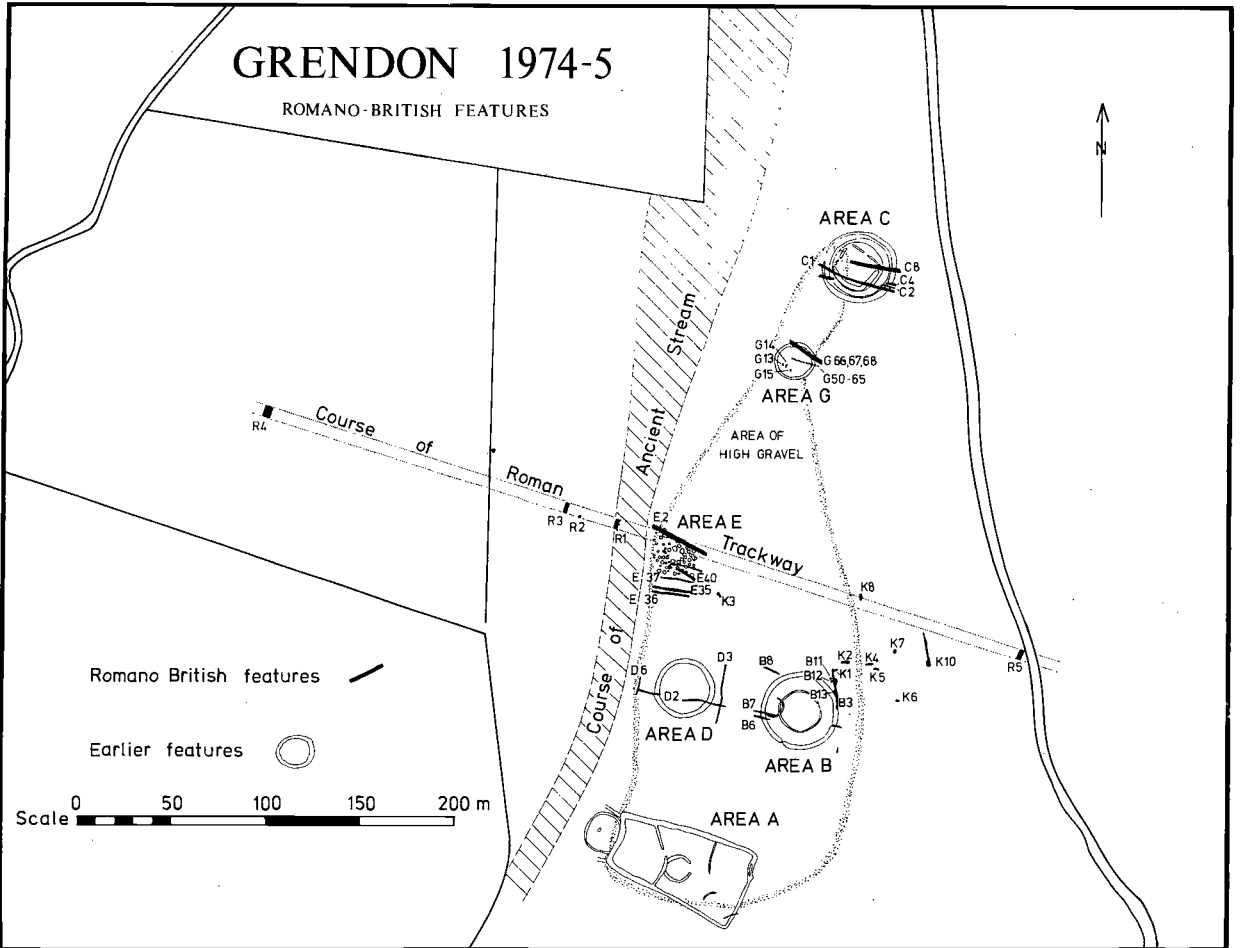 GRENDON 1974-5
ROMANO-BRITISH FEATURES
N
AREA C
C1
C8
C4
C2
Stream
G14
G13
G15
G 66,67,68
G50-65
AREA G
AREA OF
HIGH GRAVEL
Ancient
R4
Course of Roman Trackway
R3
R2
R1
E2
AREA E
E 37
E40
E35
E 36
K3
K8
K7
K10
R5
of
Course
D6
D3
D2
AREA D
B8
B11
B12
B13
K2
K1
K4
K5
K6
B3
B7
B6
AREA B
Romano British features
Earlier features
0 50 100 150 200 m
Scale
AREA A